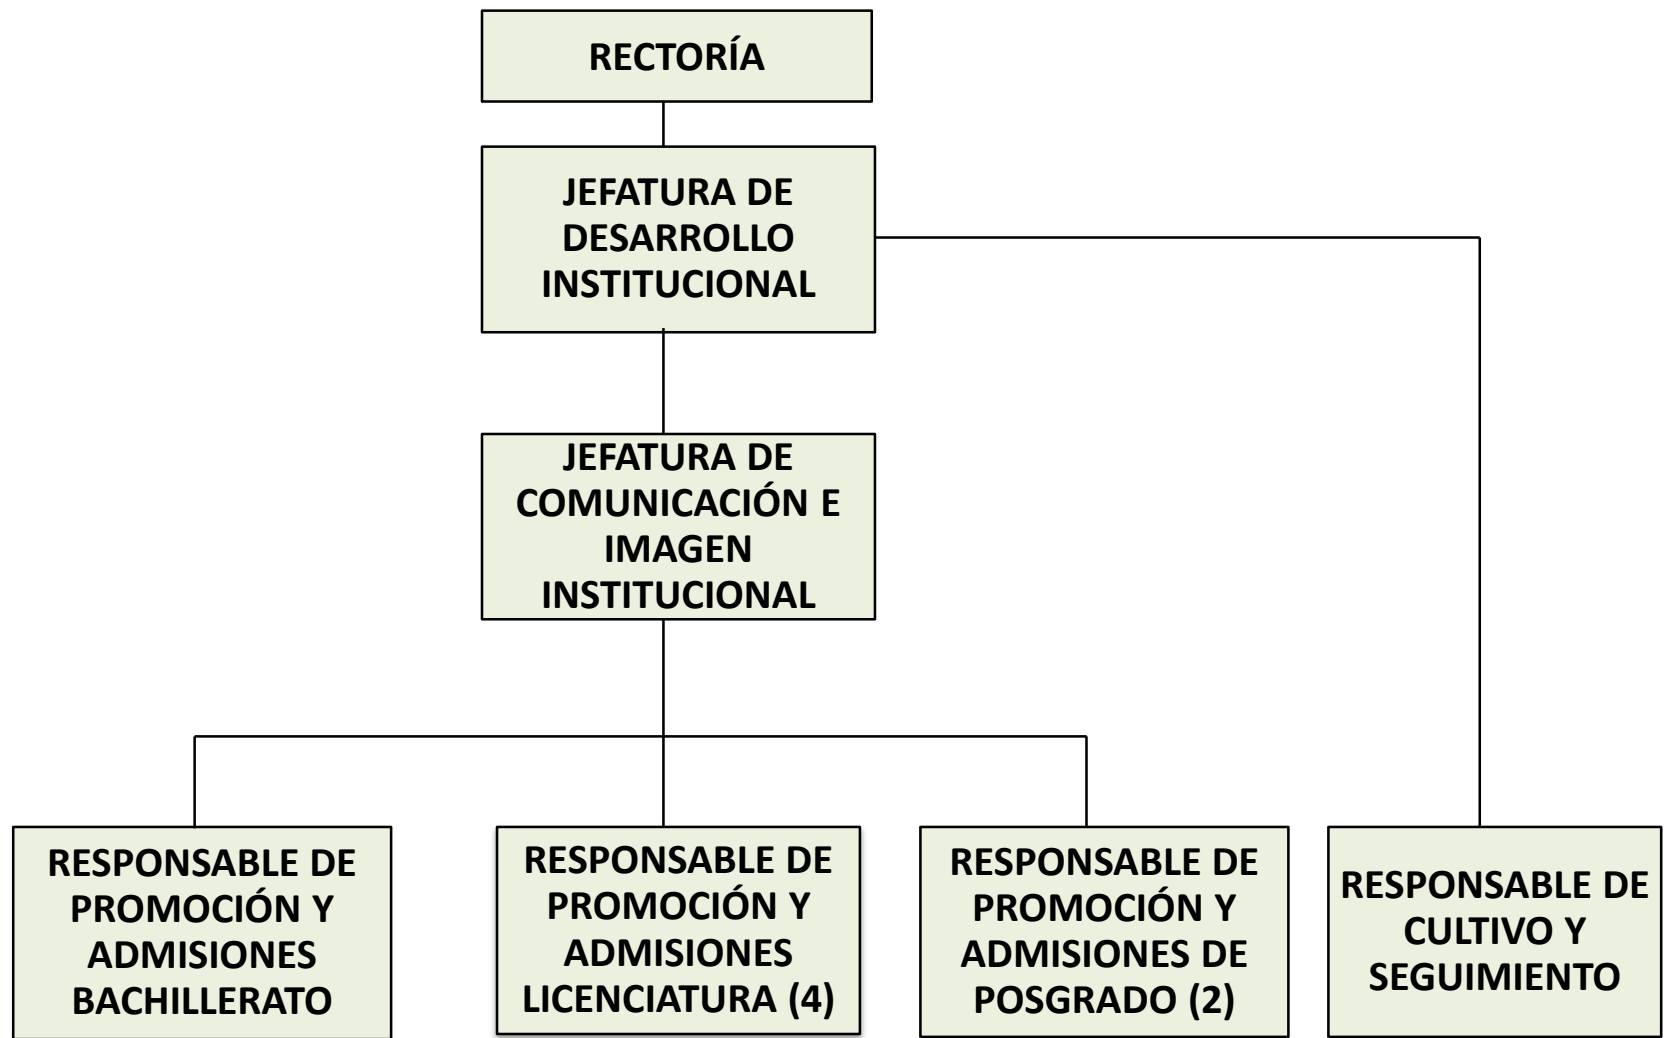 RECTORÍA
JEFATURA DE
DESARROLLO
INSTITUCIONAL
JEFATURA DE
COMUNICACIÓN E
IMAGEN
INSTITUCIONAL
RESPONSABLE DE
PROMOCIÓN Y
ADMISIONES
BACHILLERATO
RESPONSABLE DE
PROMOCIÓN Y
ADMISIONES
LICENCIATURA (4)
RESPONSABLE DE
PROMOCIÓN Y
ADMISIONES DE
POSGRADO (2)
RESPONSABLE DE
CULTIVO Y
SEGUIMIENTO